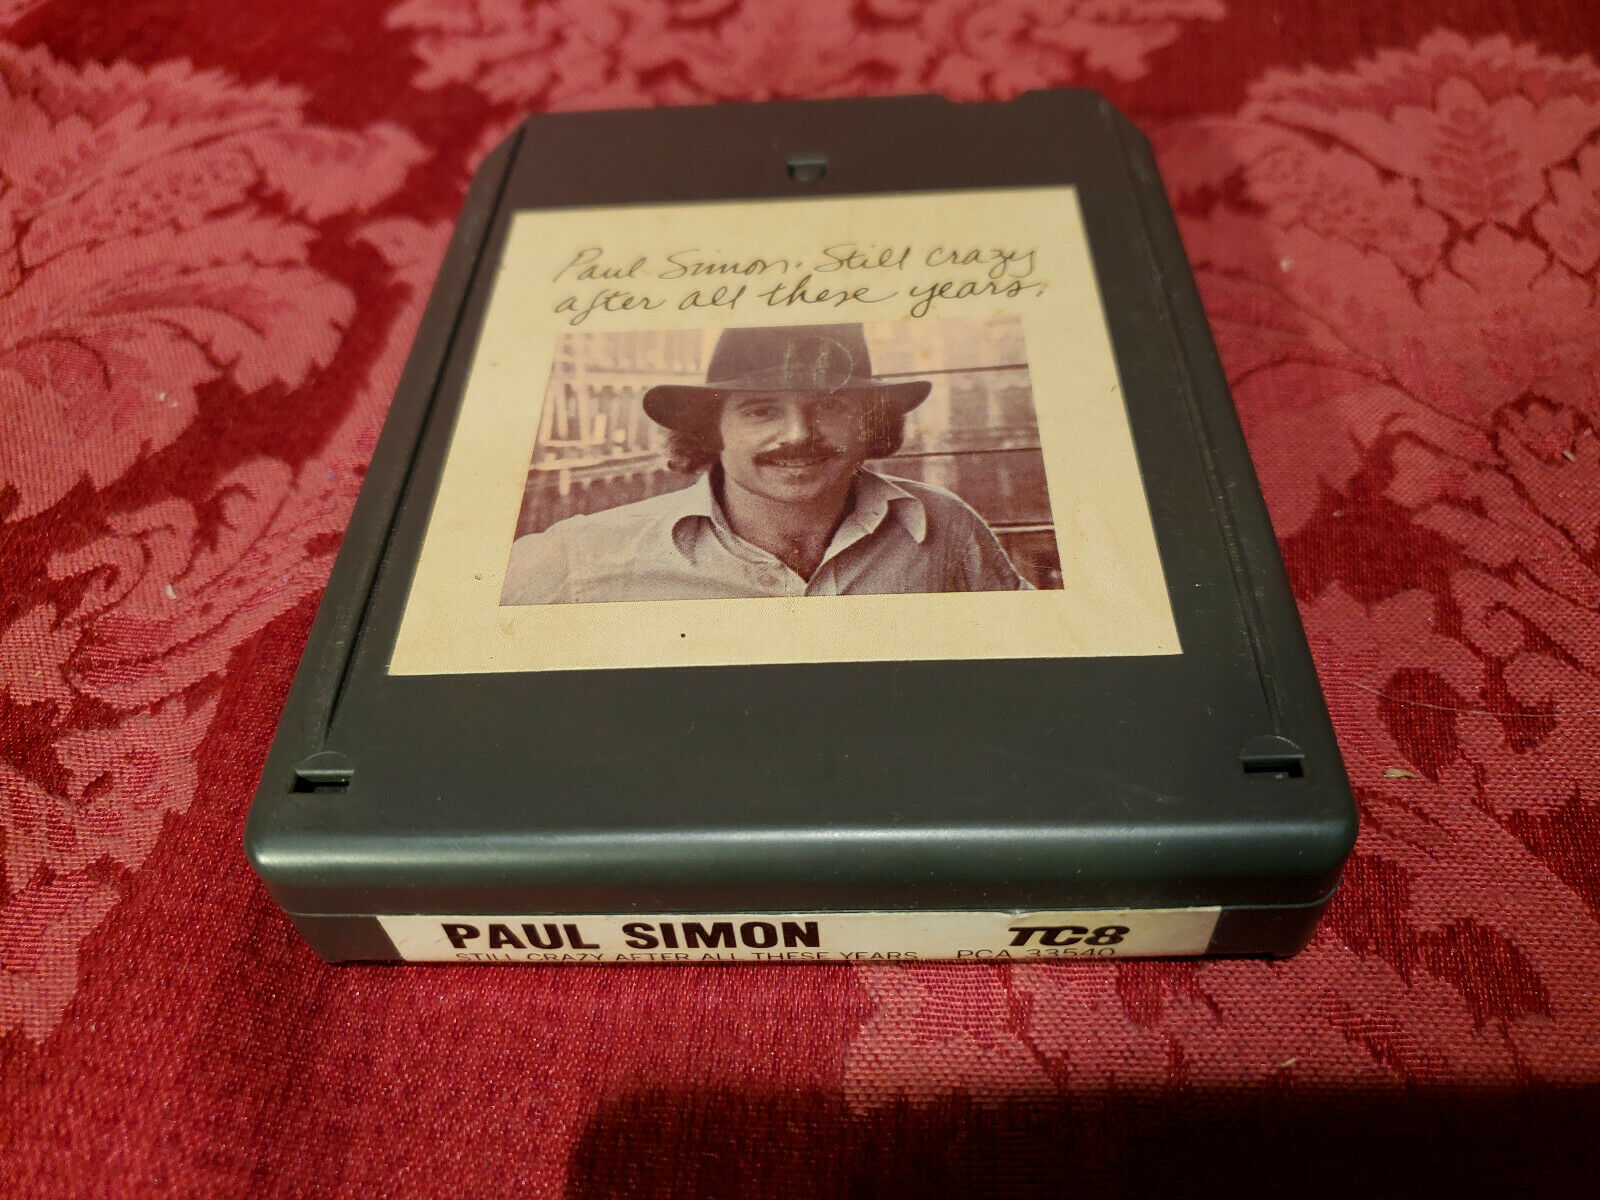 Paul Simon. Still crazy
after all these years.
PAUL SIMON TC8
STILL CRAZY AFTER ALL THESE YEARS PCA 33540